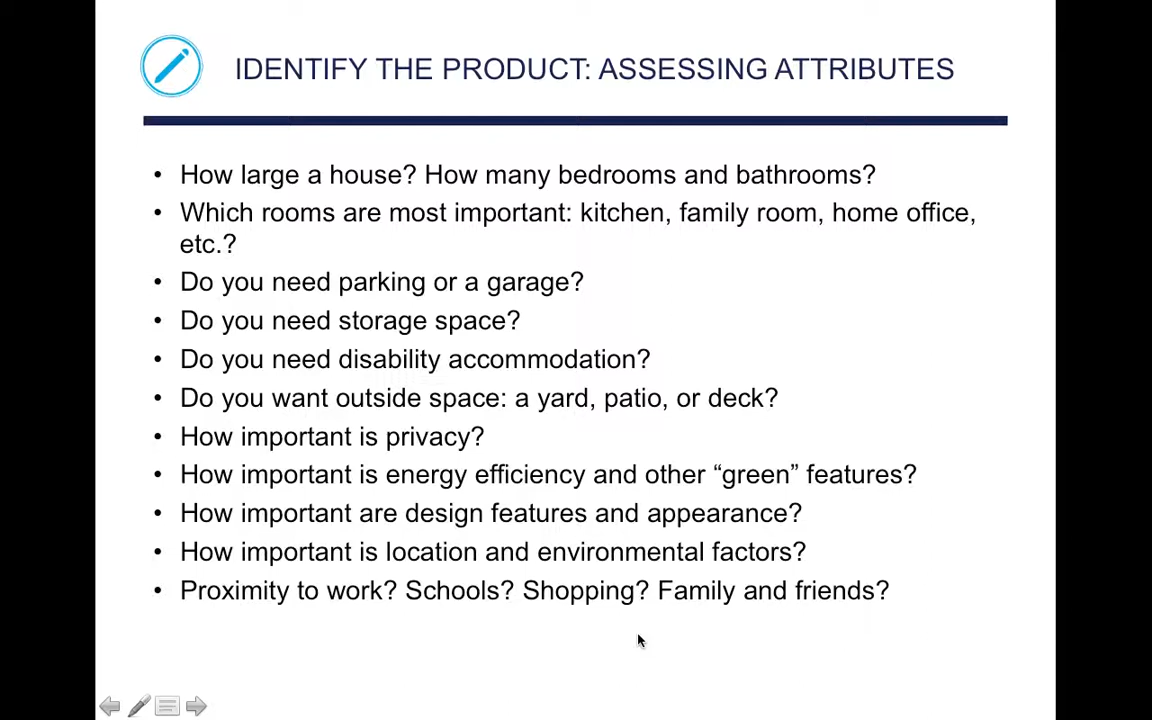 IDENTIFY THE PRODUCT: ASSESSING ATTRIBUTES
• How large a house? How many bedrooms and bathrooms?
• Which rooms are most important: kitchen, family room, home office,
etc.?
• Do you need parking or a garage?
• Do you need storage space?
• Do you need disability accommodation?
• Do you want outside space: a yard, patio, or deck?
• How important is privacy?
• How important is energy efficiency and other “green” features?
• How important are design features and appearance?
• How important is location and environmental factors?
• Proximity to work? Schools? Shopping? Family and friends?